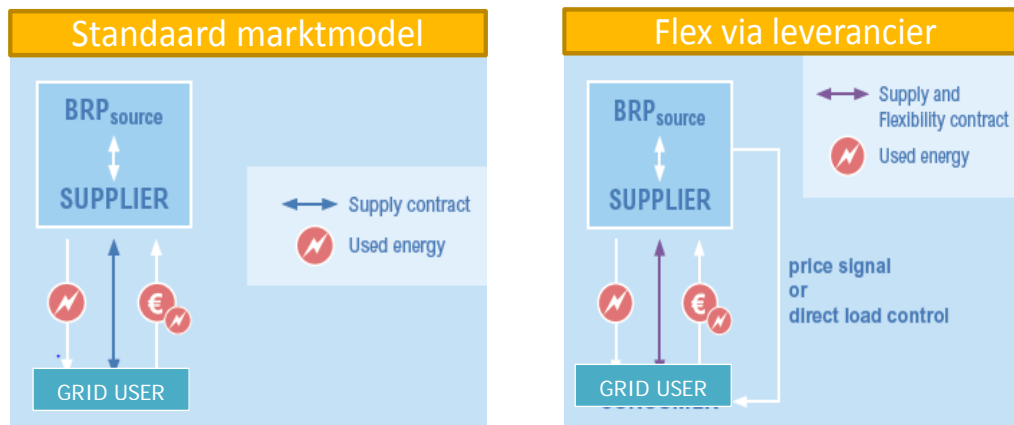 Standaard marktmodel
BRPsource
SUPPLIER
Supply contract
Used energy
€
GRID USER
Flex via leverancier
BRPsource
SUPPLIER
Supply and
Flexibility contract
Used energy
price signal
or
direct load control
€
GRID USER